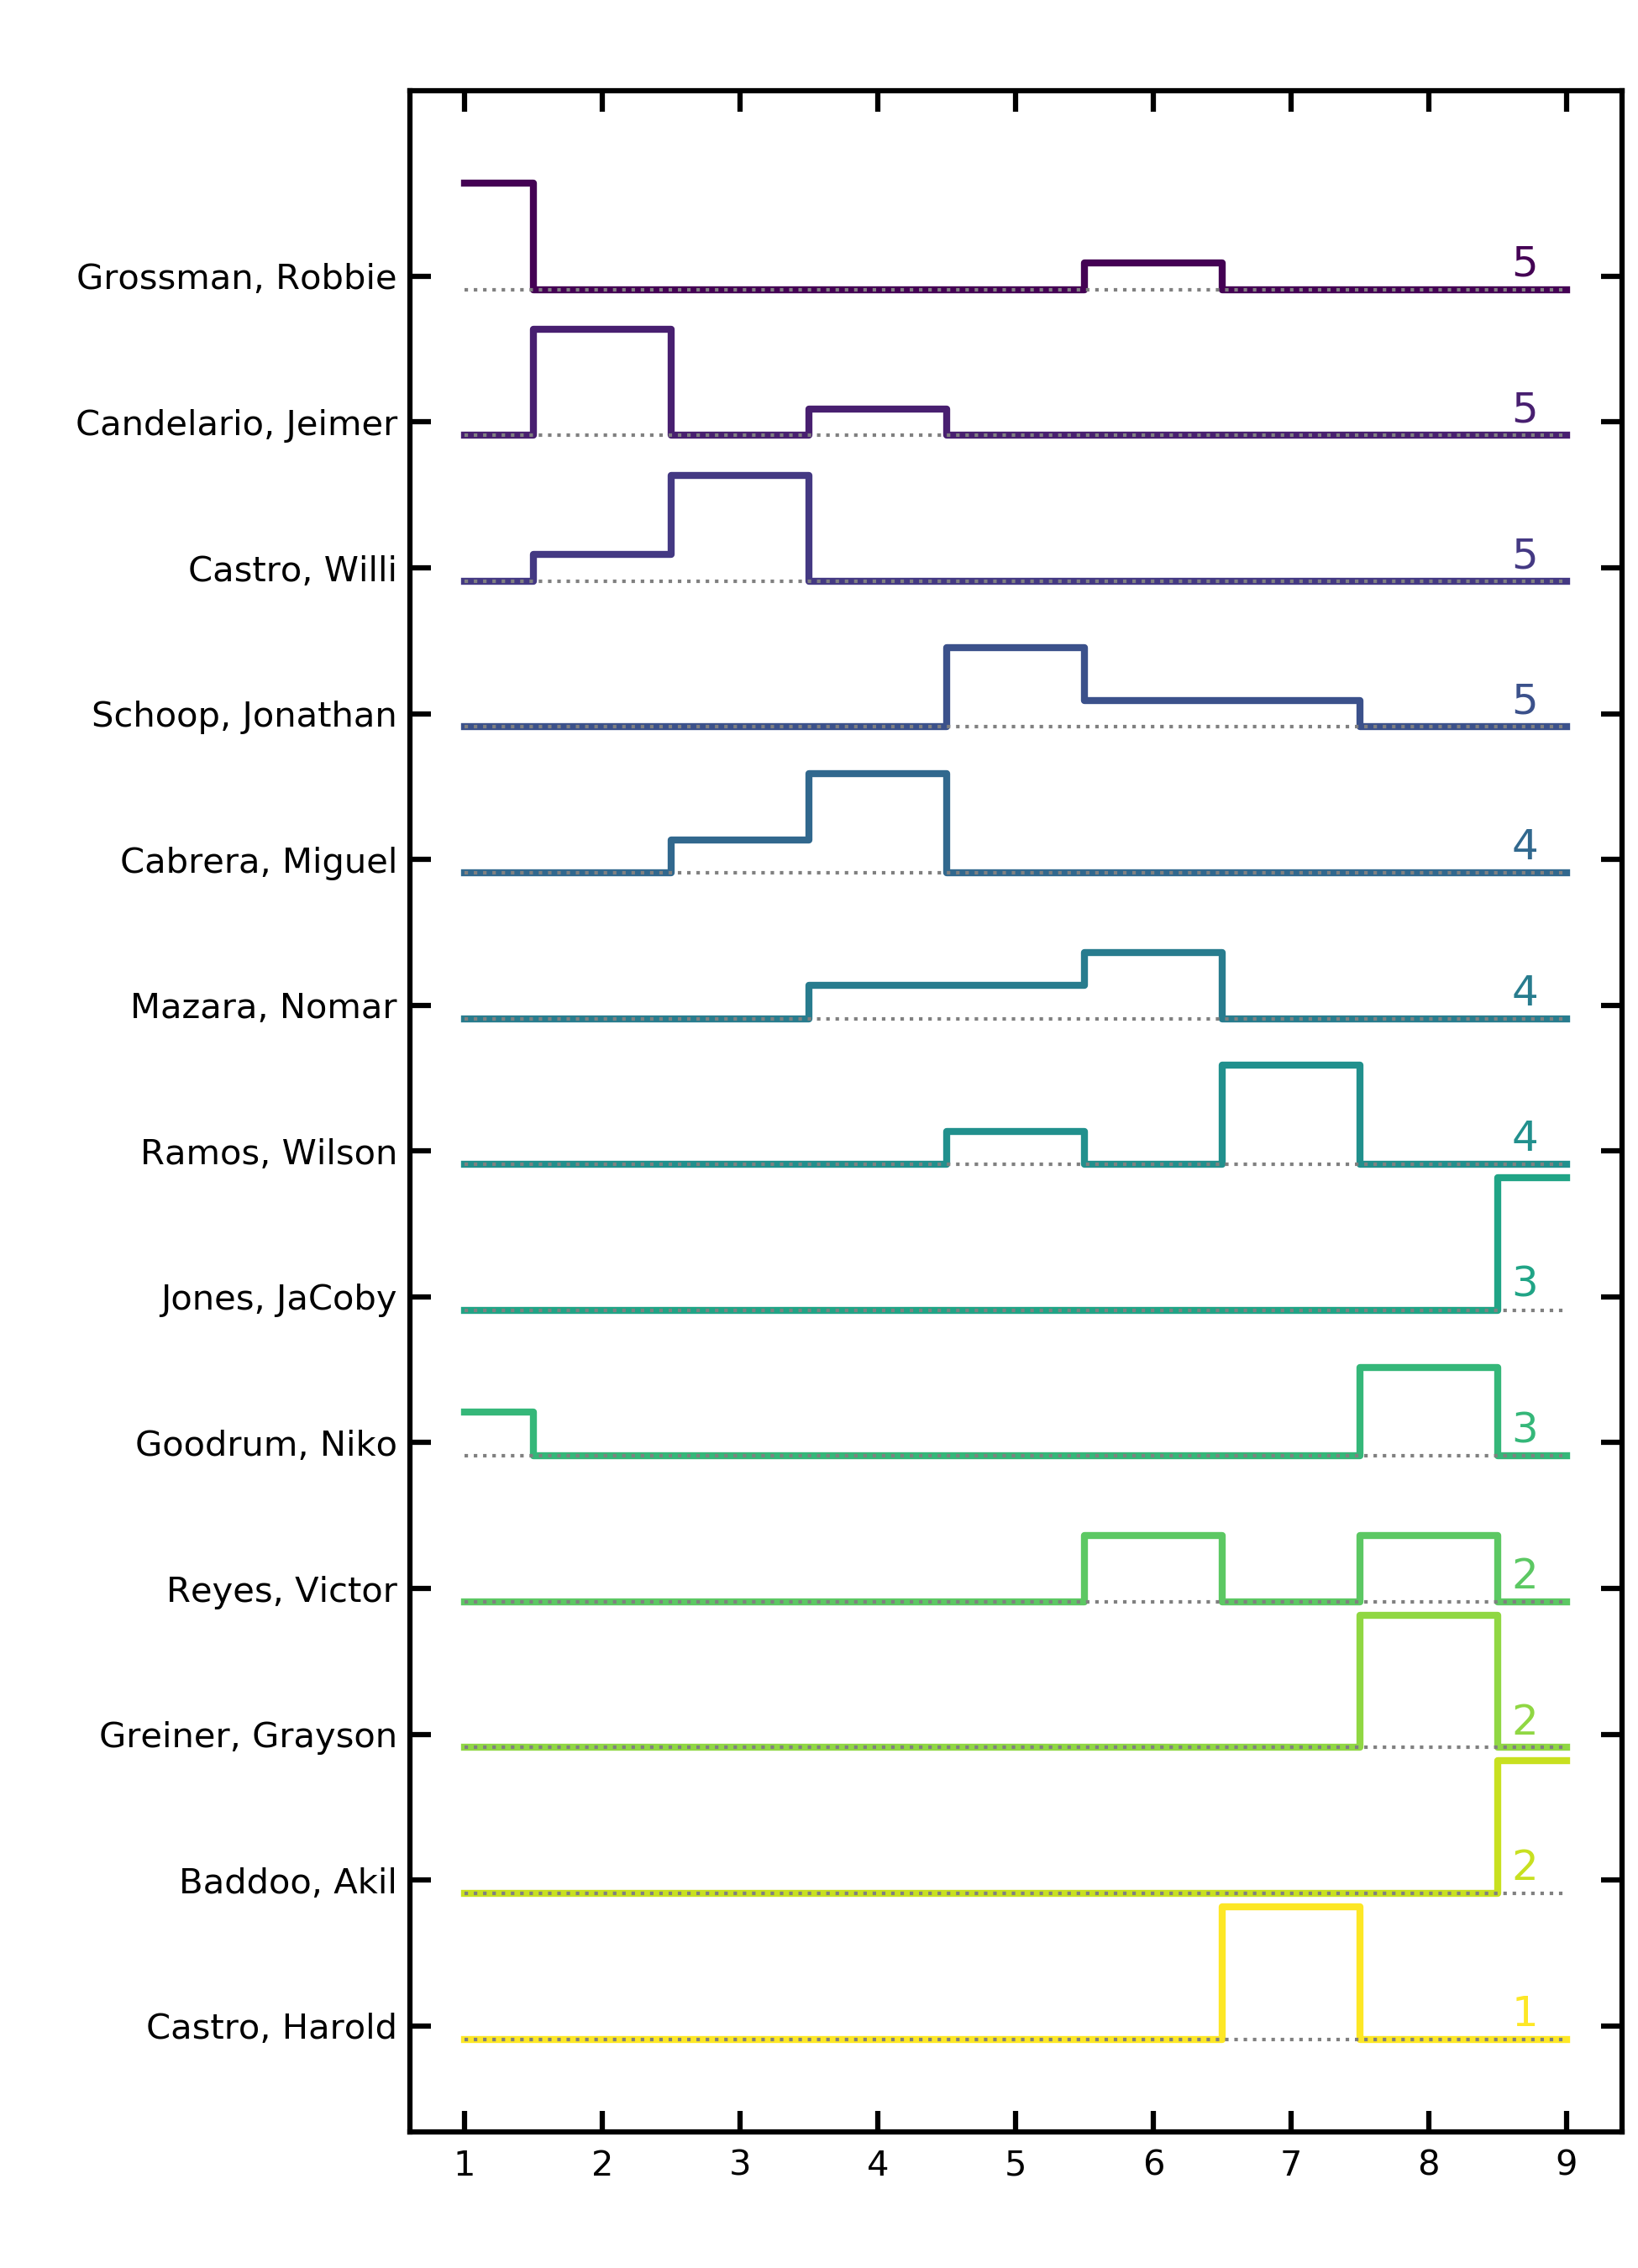 Grossman, Robbie 5
Candelario, Jeimer 5
Castro, Willi 5
Schoop, Jonathan 5
Cabrera, Miguel 4
Mazara, Nomar 4
Ramos, Wilson 4
Jones, JaCoby 3
Goodrum, Niko 3
Reyes, Victor 2
Greiner, Grayson 2
Baddoo, Akil 2
Castro, Harold 1
1 2 3 4 5 6 7 8 9